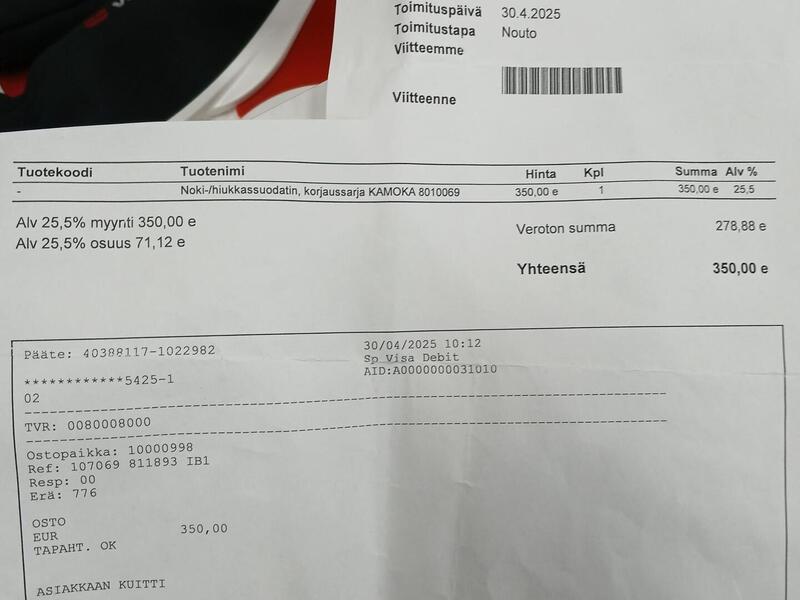 Toimituspäivä 30.4.2025
Toimitustapa Nouto
Viitteemme
Viitteenne
Tuotekoodi Tuotenimi Hinta Kpl Summa Alv %
- Noki-/hiukkassuodatin, korjaussarja KAMOKA 8010069 350,00 e 1 350,00 e 25,5
Alv 25,5% myynti 350,00 e Veroton summa 278,88 e
Alv 25,5% osuus 71,12 e
Yhteensä 350,00 e
Pääte: 40388117-1022982 30/04/2025 10:12
Sp Visa Debit
************5425-1 AID:A0000000031010
02
TVR: 0080008000
Ostopaikka: 10000998
Ref: 107069 811893 IB1
Resp: 00
Erä: 776
OSTO
EUR 350,00
TAPAHT. OK
ASIAKKAAN KUITTI